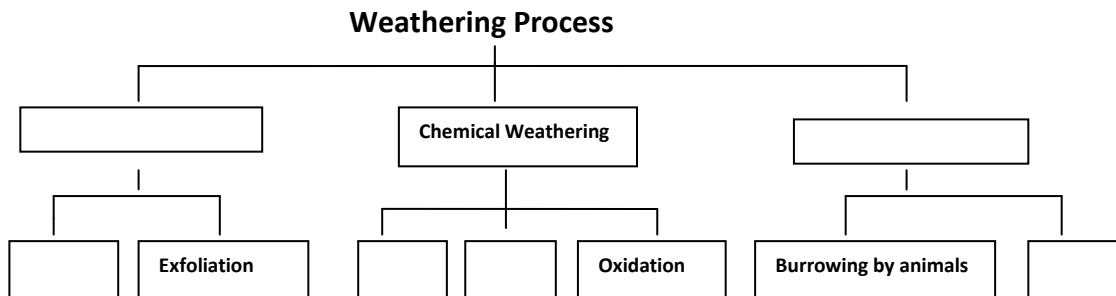 Weathering Process
Chemical Weathering
Exfoliation
Oxidation
Burrowing by animals